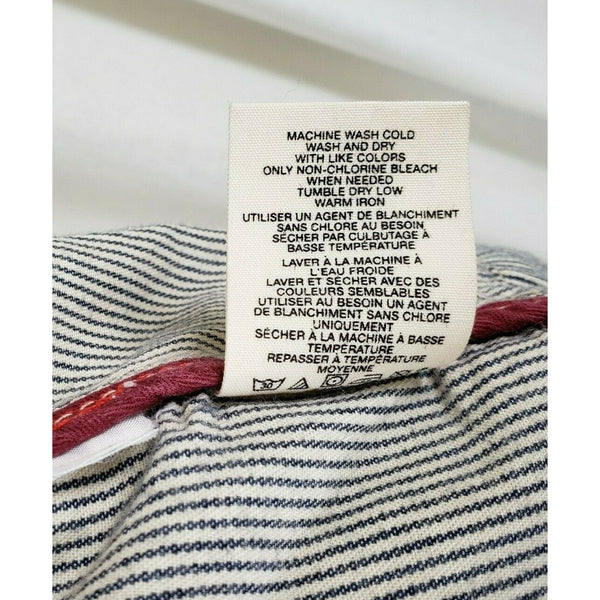 MACHINE WASH COLD
WASH AND DRY
WITH LIKE COLORS
ONLY NON-CHLORINE BLEACH
WHEN NEEDED
TUMBLE DRY LOW
WARM IRON
UTILISER UN AGENT DE BLANCHIMENT
SANS CHLORE AU BESOIN
SÉCHER PAR CULBUTAGE À
BASSE TEMPÉRATURE
LAVER À LA MACHINE À
L'EAU FROIDE
LAVER ET SÉCHER AVEC DES
COULEURS SEMBLABLES
UTILISER AU BESOIN UN AGENT
DE BLANCHIMENT SANS CHLORE
UNIQUEMENT
SÉCHER À LA MACHINE À BASSE
TEMPÉRATURE
REPASSER À TEMPÉRATURE
MOYENNE
30